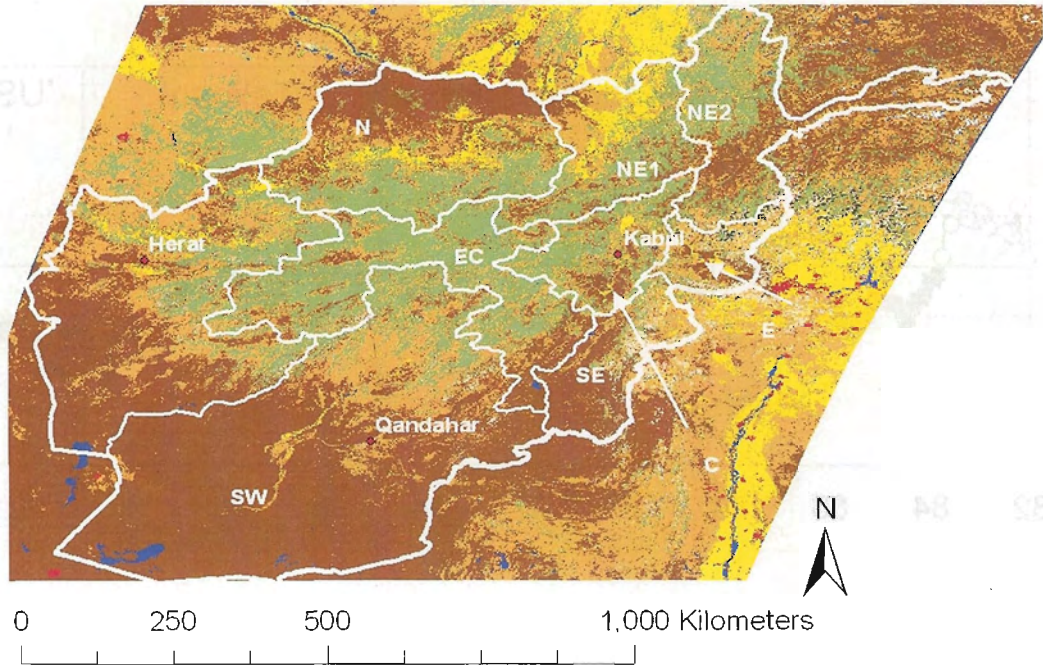 N
NE2
NE1
Herat
EC
Kabul
E
SE
Qandahar
C
SW
N
0 250 500 1,000 Kilometers